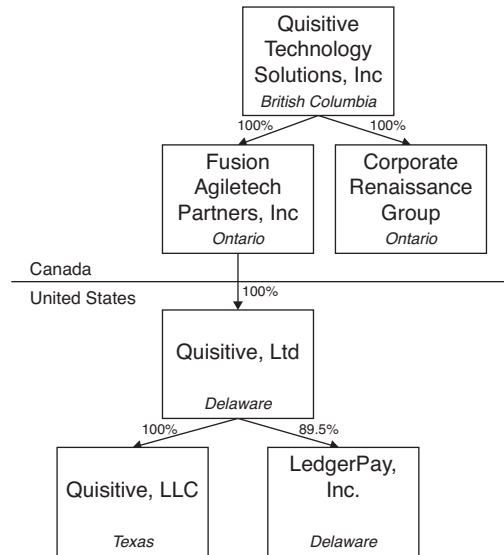 Quisitive
Technology
Solutions, Inc
British Columbia
100%
100%
Fusion
Agiletech
Partners, Inc
Ontario
Corporate
Renaissance
Group
Ontario
Canada
United States
100%
Quisitive, Ltd
Delaware
100%
89.5%
Quisitive, LLC
Texas
LedgerPay,
Inc.
Delaware